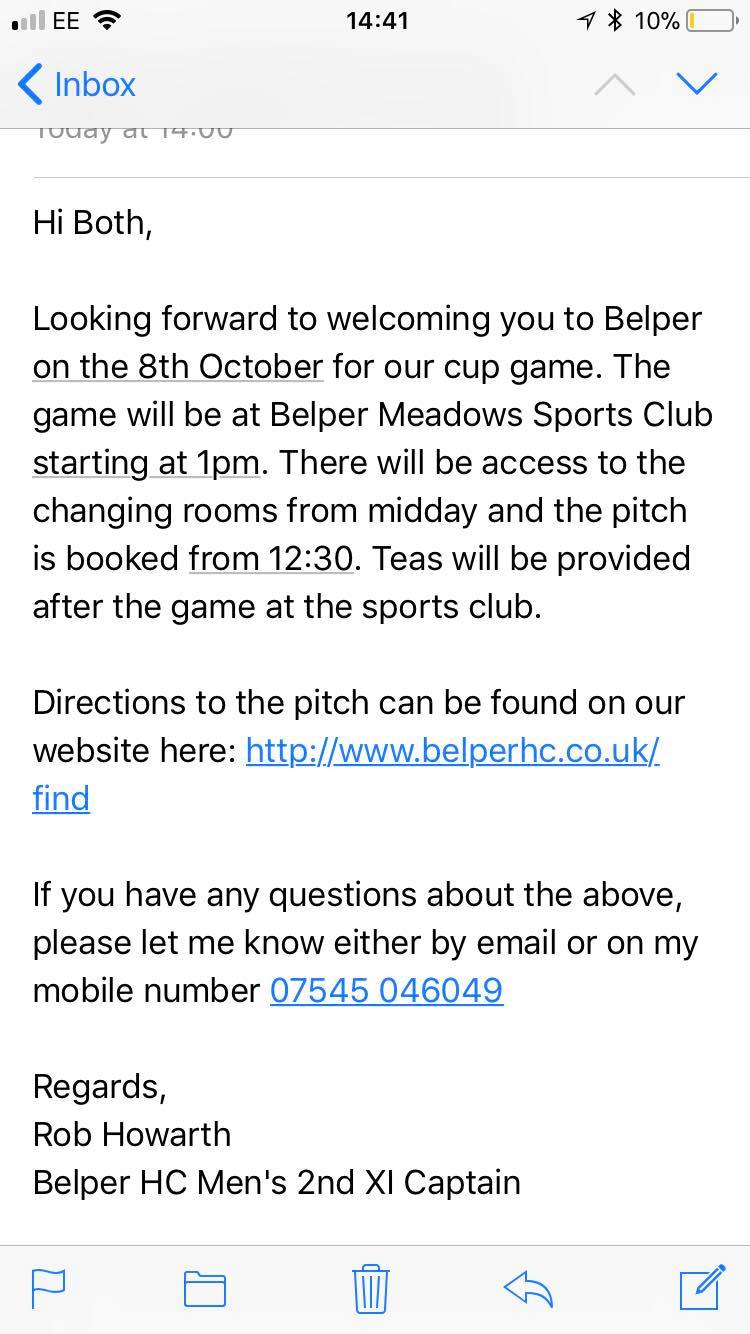 EE 14:41 10%
Inbox
Today at 14:00
Hi Both,
Looking forward to welcoming you to Belper
on the 8th October for our cup game. The
game will be at Belper Meadows Sports Club
starting at 1pm. There will be access to the
changing rooms from midday and the pitch
is booked from 12:30. Teas will be provided
after the game at the sports club.
Directions to the pitch can be found on our
website here: http://www.belperhc.co.uk/
find
If you have any questions about the above,
please let me know either by email or on my
mobile number 07545 046049
Regards,
Rob Howarth
Belper HC Men's 2nd XI Captain